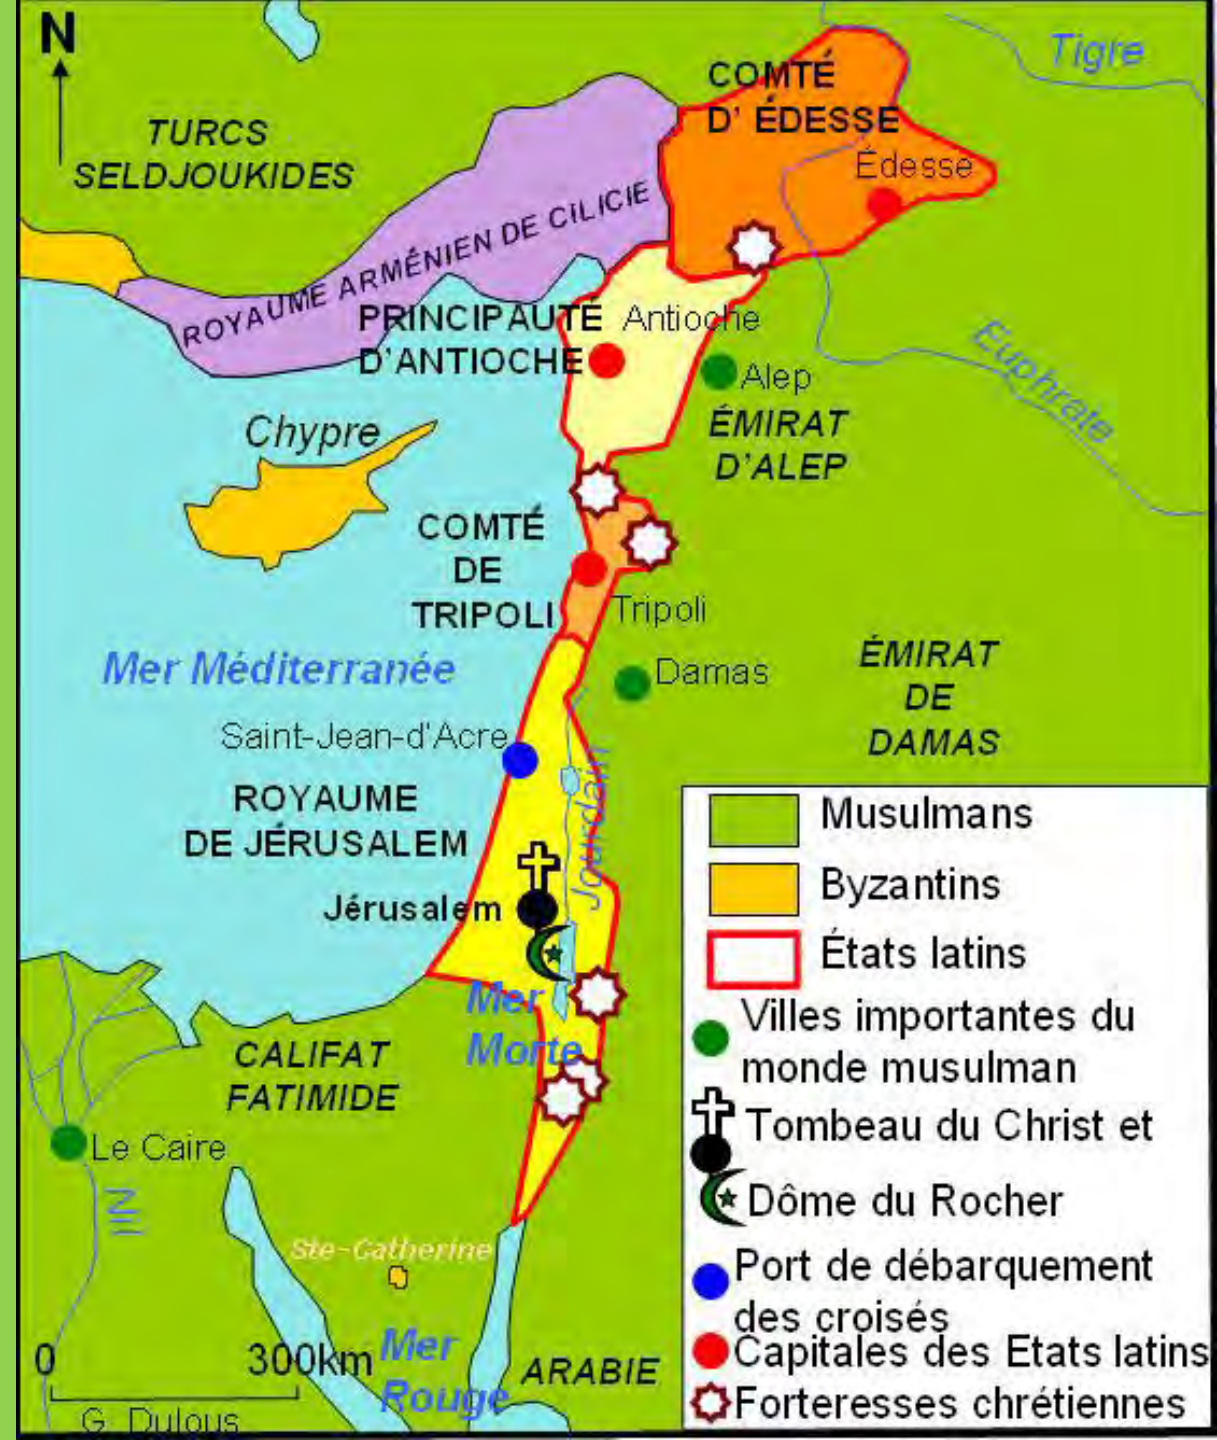 N
Tigre
COMTÉ
D' ÉDESSE
Édesse
TURCS
SELDJOUKIDES
ROYAUME ARMÉNIEN DE CILICIE
PRINCIPAUTÉ
D'ANTIOCHE
Antioche
Alep
Euphrate
ÉMIRAT
D'ALEP
Chypre
COMTÉ
DE
TRIPOLI
Tripoli
Mer Méditerranée
Damas
ÉMIRAT
DE
DAMAS
Saint-Jean-d'Acre
Jourdain
ROYAUME
DE JÉRUSALEM
Jérusalem
Mer
Morte
CALIFAT
FATIMIDE
Le Caire
Nil
Ste-Catherine
Mer
Rouge
ARABIE
0
300km
G. Dulous
Musulmans
Byzantins
États latins
Villes importantes du
monde musulman
Tombeau du Christ et
Dôme du Rocher
Port de débarquement
des croisés
Capitales des Etats latins
Forteresses chrétiennes